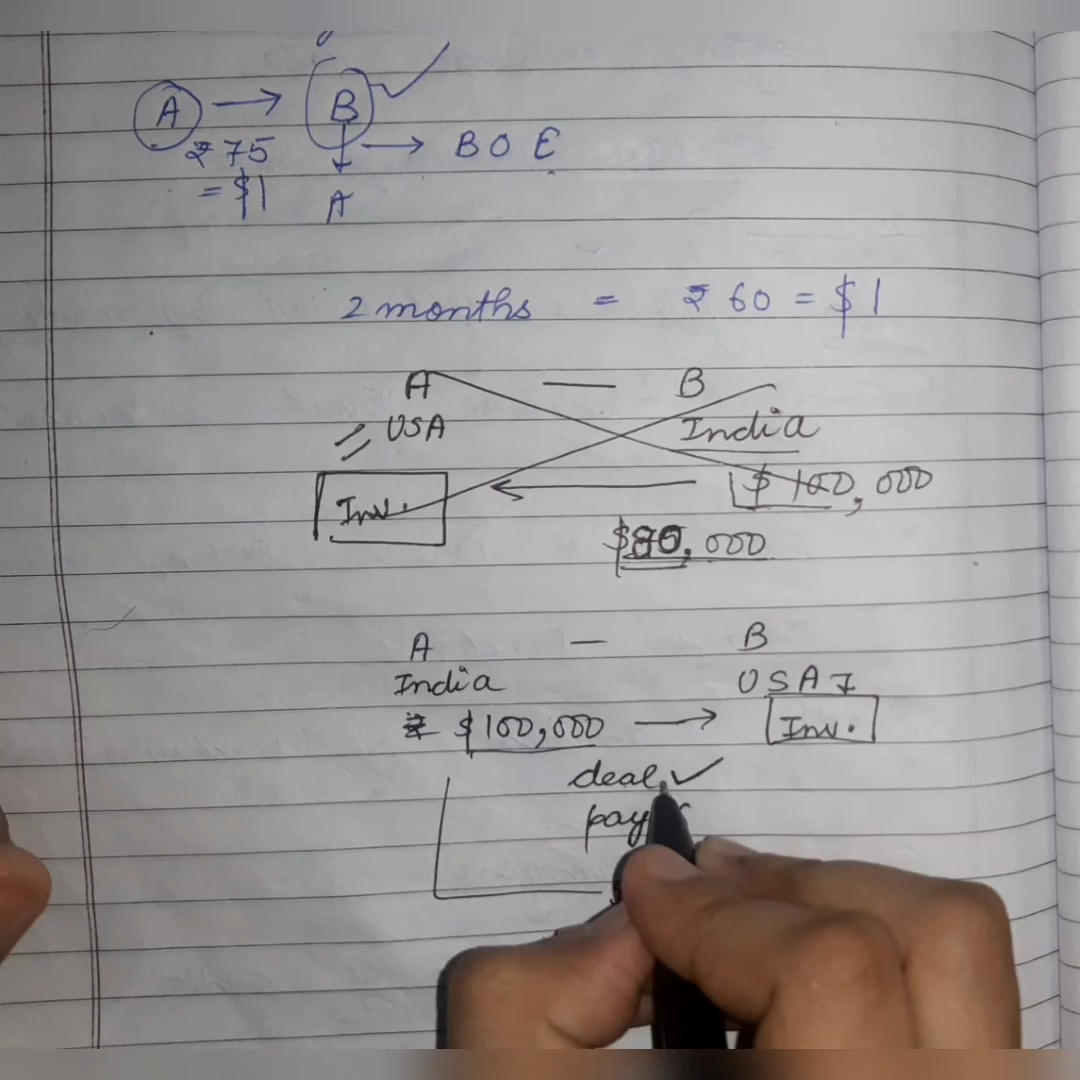 A → B ✓
₹ 75 → B O E
= $1 A
2 months = ₹ 60 = $1
A — B
USA India
Inv. ← $ 100,000
$80,000
A — B
India USA
$100,000 → Inv.
deal ✓
pay